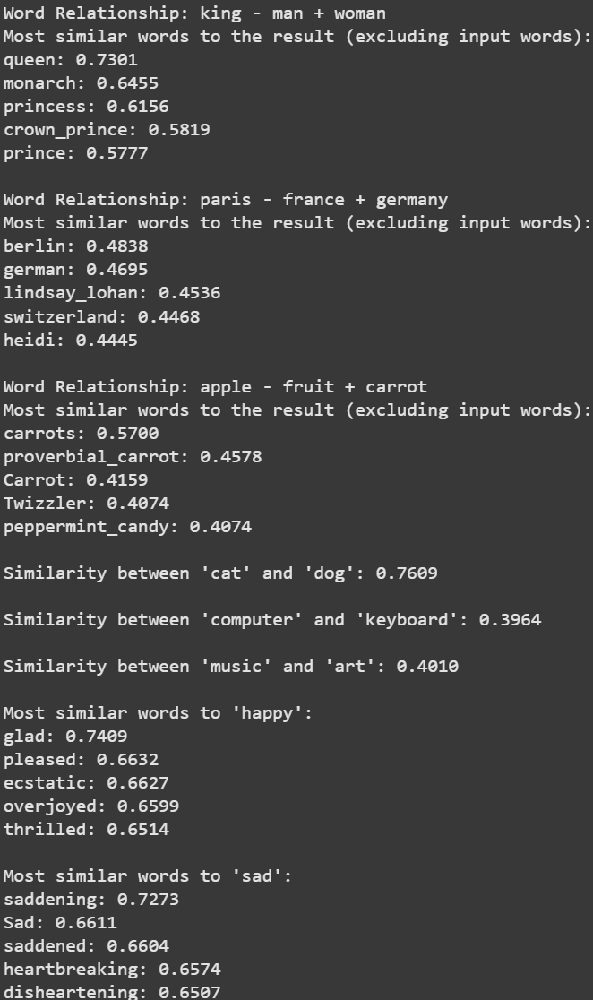 Word Relationship: king - man + woman
Most similar words to the result (excluding input words):
queen: 0.7301
monarch: 0.6455
princess: 0.6156
crown_prince: 0.5819
prince: 0.5777
Word Relationship: paris - france + germany
Most similar words to the result (excluding input words):
berlin: 0.4838
german: 0.4695
lindsay_lohan: 0.4536
switzerland: 0.4468
heidi: 0.4445
Word Relationship: apple - fruit + carrot
Most similar words to the result (excluding input words):
carrots: 0.5700
proverbial_carrot: 0.4578
Carrot: 0.4159
Twizzler: 0.4074
peppermint_candy: 0.4074
Similarity between 'cat' and 'dog': 0.7609
Similarity between 'computer' and 'keyboard': 0.3964
Similarity between 'music' and 'art': 0.4010
Most similar words to 'happy':
glad: 0.7409
pleased: 0.6632
ecstatic: 0.6627
overjoyed: 0.6599
thrilled: 0.6514
Most similar words to 'sad':
saddening: 0.7273
Sad: 0.6611
saddened: 0.6604
heartbreaking: 0.6574
disheartening: 0.6507